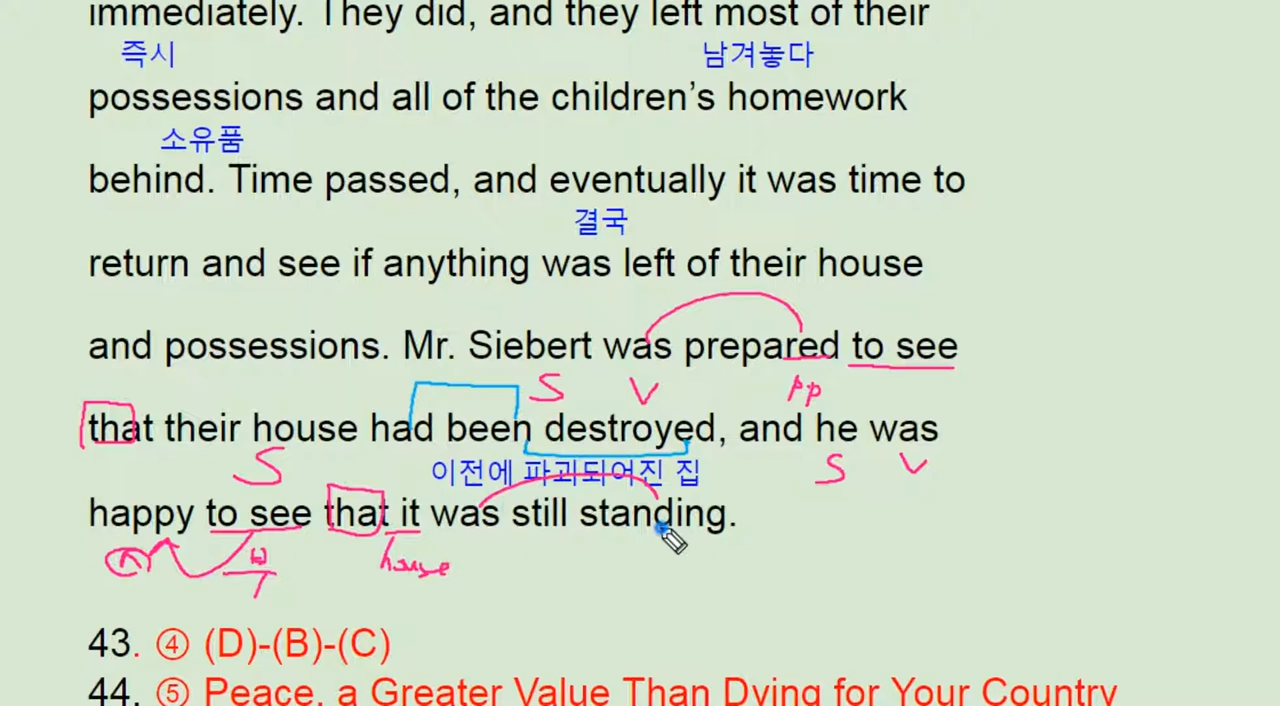 immediately. They did, and they left most of their
즉시 남겨놓다
possessions and all of the children's homework
소유품
behind. Time passed, and eventually it was time to
결국
return and see if anything was left of their house
and possessions. Mr. Siebert was prepared to see
S V pp
that their house had been destroyed, and he was
S 이전에 파괴되어진 집 S V
happy to see that it was still standing.
house
43. ④ (D)-(B)-(C)
44. ⑤ Peace, a Greater Value Than Dying for Your Country